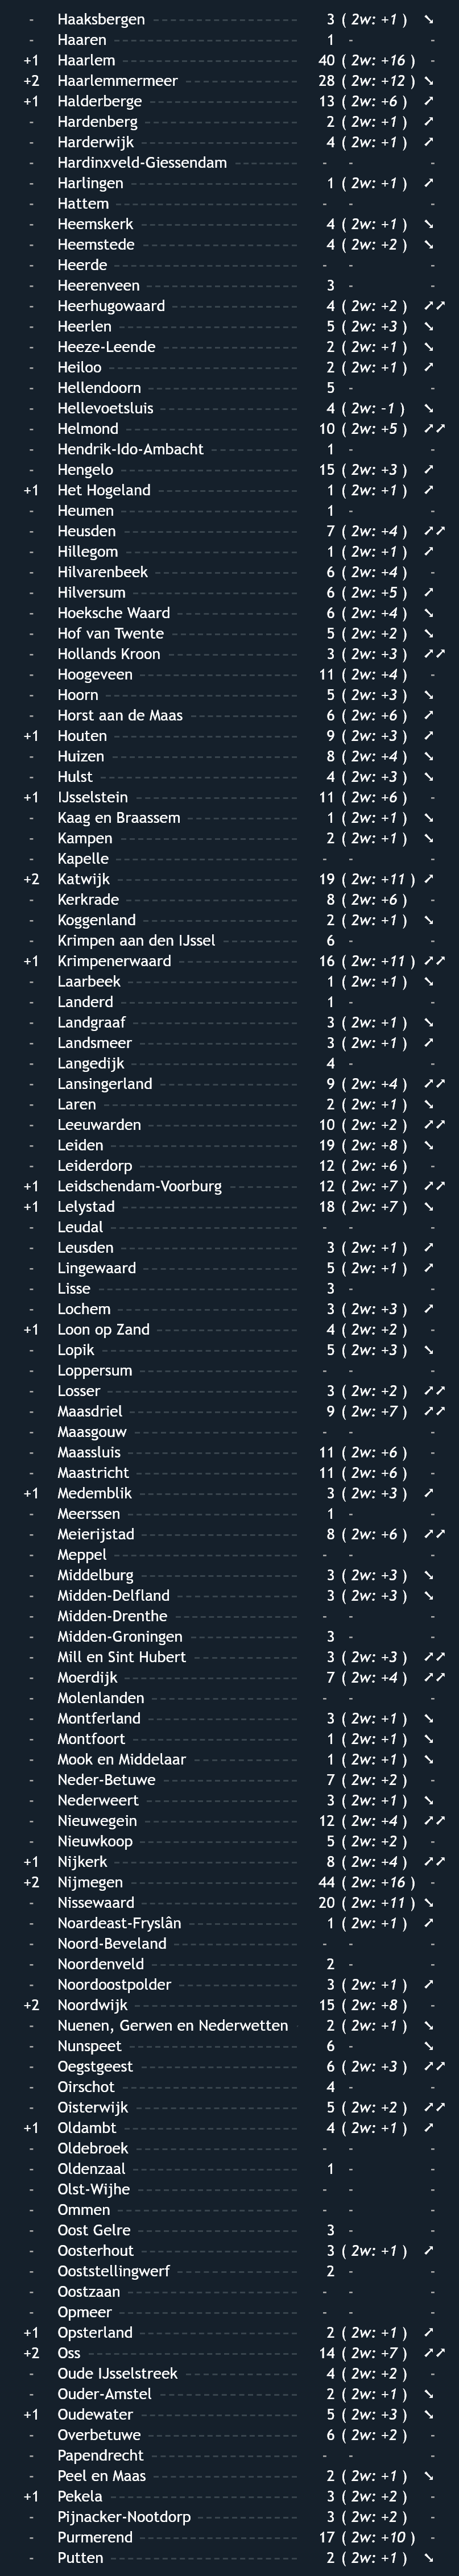 - Haaksbergen 3 ( 2w: +1 ) ↘
- Haaren 1 - -
+1 Haarlem 40 ( 2w: +16 ) -
+2 Haarlemmermeer 28 ( 2w: +12 ) ↘
+1 Halderberge 13 ( 2w: +6 ) ↗
- Hardenberg 2 ( 2w: +1 ) ↗
- Harderwijk 4 ( 2w: +1 ) ↗
- Hardinxveld-Giessendam - - -
- Harlingen 1 ( 2w: +1 ) ↗
- Hattem - - -
- Heemskerk 4 ( 2w: +1 ) ↘
- Heemstede 4 ( 2w: +2 ) ↘
- Heerde - - -
- Heerenveen 3 - -
- Heerhugowaard 4 ( 2w: +2 ) ↗↗
- Heerlen 5 ( 2w: +3 ) ↘
- Heeze-Leende 2 ( 2w: +1 ) ↘
- Heiloo 2 ( 2w: +1 ) ↗
- Hellendoorn 5 - -
- Hellevoetsluis 4 ( 2w: -1 ) ↘
- Helmond 10 ( 2w: +5 ) ↗↗
- Hendrik-Ido-Ambacht 1 - -
- Hengelo 15 ( 2w: +3 ) ↗
+1 Het Hogeland 1 ( 2w: +1 ) ↗
- Heumen 1 - -
- Heusden 7 ( 2w: +4 ) ↗↗
- Hillegom 1 ( 2w: +1 ) ↗
- Hilvarenbeek 6 ( 2w: +4 ) -
- Hilversum 6 ( 2w: +5 ) ↗
- Hoeksche Waard 6 ( 2w: +4 ) ↘
- Hof van Twente 5 ( 2w: +2 ) ↘
- Hollands Kroon 3 ( 2w: +3 ) ↗↗
- Hoogeveen 11 ( 2w: +4 ) -
- Hoorn 5 ( 2w: +3 ) ↘
- Horst aan de Maas 6 ( 2w: +6 ) ↗
+1 Houten 9 ( 2w: +3 ) ↗
- Huizen 8 ( 2w: +4 ) ↘
- Hulst 4 ( 2w: +3 ) ↘
+1 IJsselstein 11 ( 2w: +6 ) -
- Kaag en Braassem 1 ( 2w: +1 ) ↘
- Kampen 2 ( 2w: +1 ) ↘
- Kapelle - - -
+2 Katwijk 19 ( 2w: +11 ) ↗
- Kerkrade 8 ( 2w: +6 ) -
- Koggenland 2 ( 2w: +1 ) ↘
- Krimpen aan den IJssel 6 - -
+1 Krimpenerwaard 16 ( 2w: +11 ) ↗↗
- Laarbeek 1 ( 2w: +1 ) ↘
- Landerd 1 - -
- Landgraaf 3 ( 2w: +1 ) ↘
- Landsmeer 3 ( 2w: +1 ) ↗
- Langedijk 4 - -
- Lansingerland 9 ( 2w: +4 ) ↗↗
- Laren 2 ( 2w: +1 ) ↘
- Leeuwarden 10 ( 2w: +2 ) ↗↗
- Leiden 19 ( 2w: +8 ) ↘
- Leiderdorp 12 ( 2w: +6 ) -
+1 Leidschendam-Voorburg 12 ( 2w: +7 ) ↗↗
+1 Lelystad 18 ( 2w: +7 ) ↘
- Leudal - - -
- Leusden 3 ( 2w: +1 ) ↗
- Lingewaard 5 ( 2w: +1 ) ↗
- Lisse 3 - -
- Lochem 3 ( 2w: +3 ) ↗
+1 Loon op Zand 4 ( 2w: +2 ) -
- Lopik 5 ( 2w: +3 ) ↘
- Loppersum - - -
- Losser 3 ( 2w: +2 ) ↗↗
- Maasdriel 9 ( 2w: +7 ) ↗↗
- Maasgouw - - -
- Maassluis 11 ( 2w: +6 ) -
- Maastricht 11 ( 2w: +6 ) -
+1 Medemblik 3 ( 2w: +3 ) ↗
- Meerssen 1 - -
- Meierijstad 8 ( 2w: +6 ) ↗↗
- Meppel - - -
- Middelburg 3 ( 2w: +3 ) ↘
- Midden-Delfland 3 ( 2w: +3 ) ↘
- Midden-Drenthe - - -
- Midden-Groningen 3 - -
- Mill en Sint Hubert 3 ( 2w: +3 ) ↗↗
- Moerdijk 7 ( 2w: +4 ) ↗↗
- Molenlanden - - -
- Montferland 3 ( 2w: +1 ) ↘
- Montfoort 1 ( 2w: +1 ) ↘
- Mook en Middelaar 1 ( 2w: +1 ) ↘
- Neder-Betuwe 7 ( 2w: +2 ) -
- Nederweert 3 ( 2w: +1 ) ↘
- Nieuwegein 12 ( 2w: +4 ) ↗↗
- Nieuwkoop 5 ( 2w: +2 ) -
+1 Nijkerk 8 ( 2w: +4 ) ↗↗
+2 Nijmegen 44 ( 2w: +16 ) -
- Nissewaard 20 ( 2w: +11 ) ↘
- Noardeast-Fryslân 1 ( 2w: +1 ) ↗
- Noord-Beveland - - -
- Noordenveld 2 - -
- Noordoostpolder 3 ( 2w: +1 ) ↗
+2 Noordwijk 15 ( 2w: +8 ) -
- Nuenen, Gerwen en Nederwetten 2 ( 2w: +1 ) ↘
- Nunspeet 6 - ↘
- Oegstgeest 6 ( 2w: +3 ) ↗↗
- Oirschot 4 - -
- Oisterwijk 5 ( 2w: +2 ) ↗↗
+1 Oldambt 4 ( 2w: +1 ) ↗
- Oldebroek - - -
- Oldenzaal 1 - -
- Olst-Wijhe - - -
- Ommen - - -
- Oost Gelre 3 - -
- Oosterhout 3 ( 2w: +1 ) ↗
- Ooststellingwerf 2 - -
- Oostzaan - - -
- Opmeer - - -
+1 Opsterland 2 ( 2w: +1 ) ↗
+2 Oss 14 ( 2w: +7 ) ↗↗
- Oude IJsselstreek 4 ( 2w: +2 ) -
- Ouder-Amstel 2 ( 2w: +1 ) ↘
+1 Oudewater 5 ( 2w: +3 ) ↘
- Overbetuwe 6 ( 2w: +2 ) -
- Papendrecht - - -
- Peel en Maas 2 ( 2w: +1 ) ↘
+1 Pekela 3 ( 2w: +2 ) -
- Pijnacker-Nootdorp 3 ( 2w: +2 ) -
- Purmerend 17 ( 2w: +10 ) -
- Putten 2 ( 2w: +1 ) ↘